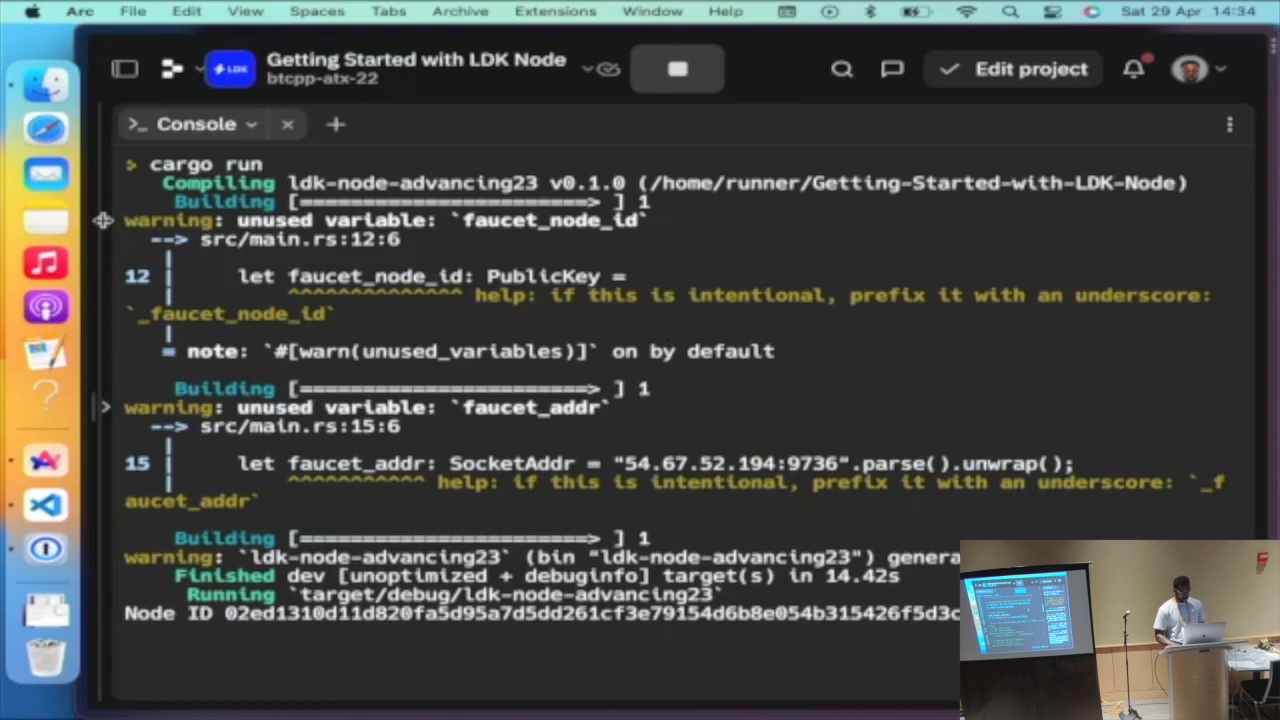 Arc File Edit View Spaces Tabs Archive Extensions Window Help Sat 29 Apr 14:34
LDK Getting Started with LDK Node
btcpp-atx-22
Edit project
>_ Console
> cargo run
Compiling ldk-node-advancing23 v0.1.0 (/home/runner/Getting-Started-with-LDK-Node)
Building [========================> ] 1
warning: unused variable: `faucet_node_id`
--> src/main.rs:12:6
|
12 | let faucet_node_id: PublicKey =
| ^^^^^^^^^^^^^^ help: if this is intentional, prefix it with an underscore:
`_faucet_node_id`
|
= note: `#[warn(unused_variables)]` on by default
Building [========================> ] 1
warning: unused variable: `faucet_addr`
--> src/main.rs:15:6
|
15 | let faucet_addr: SocketAddr = "54.67.52.194:9736".parse().unwrap();
| ^^^^^^^^^^^ help: if this is intentional, prefix it with an underscore: `_f
aucet_addr`
Building [========================> ] 1
warning: `ldk-node-advancing23` (bin "ldk-node-advancing23") genera
Finished dev [unoptimized + debuginfo] target(s) in 14.42s
Running `target/debug/ldk-node-advancing23`
Node ID 02ed1310d11d820fa5d95a7d5dd261cf3e79154d6b8e054b315426f5d3c